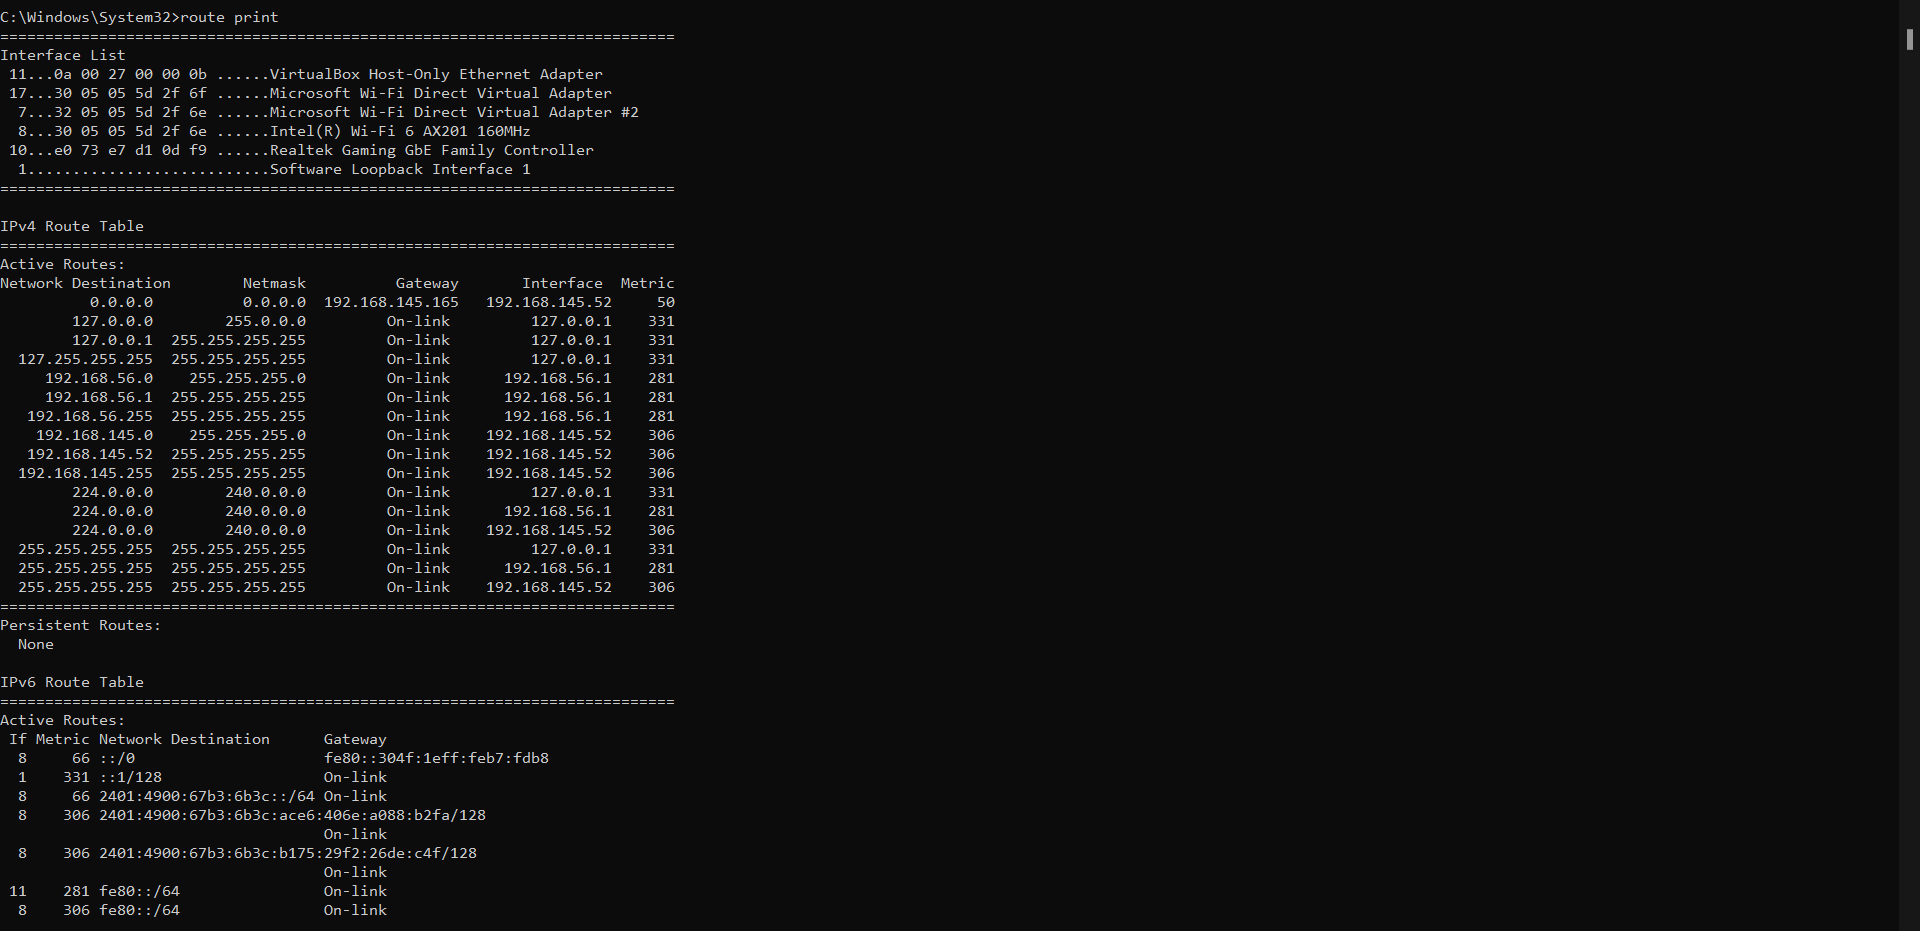 C:\Windows\System32>route print
===========================================================================
Interface List
 11...0a 00 27 00 00 0b ......VirtualBox Host-Only Ethernet Adapter
 17...30 05 05 5d 2f 6f ......Microsoft Wi-Fi Direct Virtual Adapter
  7...32 05 05 5d 2f 6e ......Microsoft Wi-Fi Direct Virtual Adapter #2
  8...30 05 05 5d 2f 6e ......Intel(R) Wi-Fi 6 AX201 160MHz
 10...e0 73 e7 d1 0d f9 ......Realtek Gaming GbE Family Controller
  1...........................Software Loopback Interface 1
===========================================================================

IPv4 Route Table
===========================================================================
Active Routes:
Network Destination        Netmask          Gateway       Interface  Metric
          0.0.0.0          0.0.0.0  192.168.145.165   192.168.145.52     50
        127.0.0.0        255.0.0.0         On-link         127.0.0.1    331
        127.0.0.1  255.255.255.255         On-link         127.0.0.1    331
  127.255.255.255  255.255.255.255         On-link         127.0.0.1    331
     192.168.56.0    255.255.255.0         On-link      192.168.56.1    281
     192.168.56.1  255.255.255.255         On-link      192.168.56.1    281
   192.168.56.255  255.255.255.255         On-link      192.168.56.1    281
    192.168.145.0    255.255.255.0         On-link    192.168.145.52    306
   192.168.145.52  255.255.255.255         On-link    192.168.145.52    306
  192.168.145.255  255.255.255.255         On-link    192.168.145.52    306
        224.0.0.0        240.0.0.0         On-link         127.0.0.1    331
        224.0.0.0        240.0.0.0         On-link      192.168.56.1    281
        224.0.0.0        240.0.0.0         On-link    192.168.145.52    306
  255.255.255.255  255.255.255.255         On-link         127.0.0.1    331
  255.255.255.255  255.255.255.255         On-link      192.168.56.1    281
  255.255.255.255  255.255.255.255         On-link    192.168.145.52    306
===========================================================================
Persistent Routes:
  None

IPv6 Route Table
===========================================================================
Active Routes:
 If Metric Network Destination      Gateway
  8     66 ::/0                     fe80::304f:1eff:feb7:fdb8
  1    331 ::1/128                  On-link
  8     66 2401:4900:67b3:6b3c::/64 On-link
  8    306 2401:4900:67b3:6b3c:ace6:406e:a088:b2fa/128
                                    On-link
  8    306 2401:4900:67b3:6b3c:b175:29f2:26de:c4f/128
                                    On-link
 11    281 fe80::/64                On-link
  8    306 fe80::/64                On-link